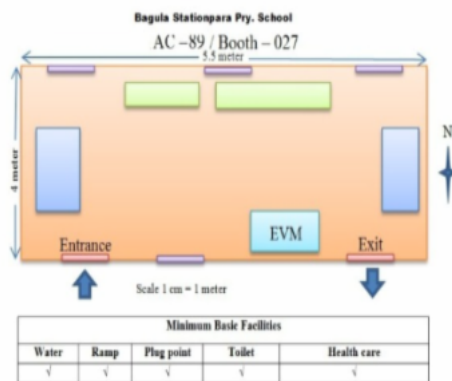 Bagula Stationpara Pry. School
AC –89 / Booth – 027
5.5 meter
4 meter
N
EVM
Entrance
Exit
Scale 1 cm = 1 meter
Minimum Basic Facilities
Water Ramp Plug point Toilet Health care
√ √ √ √ √